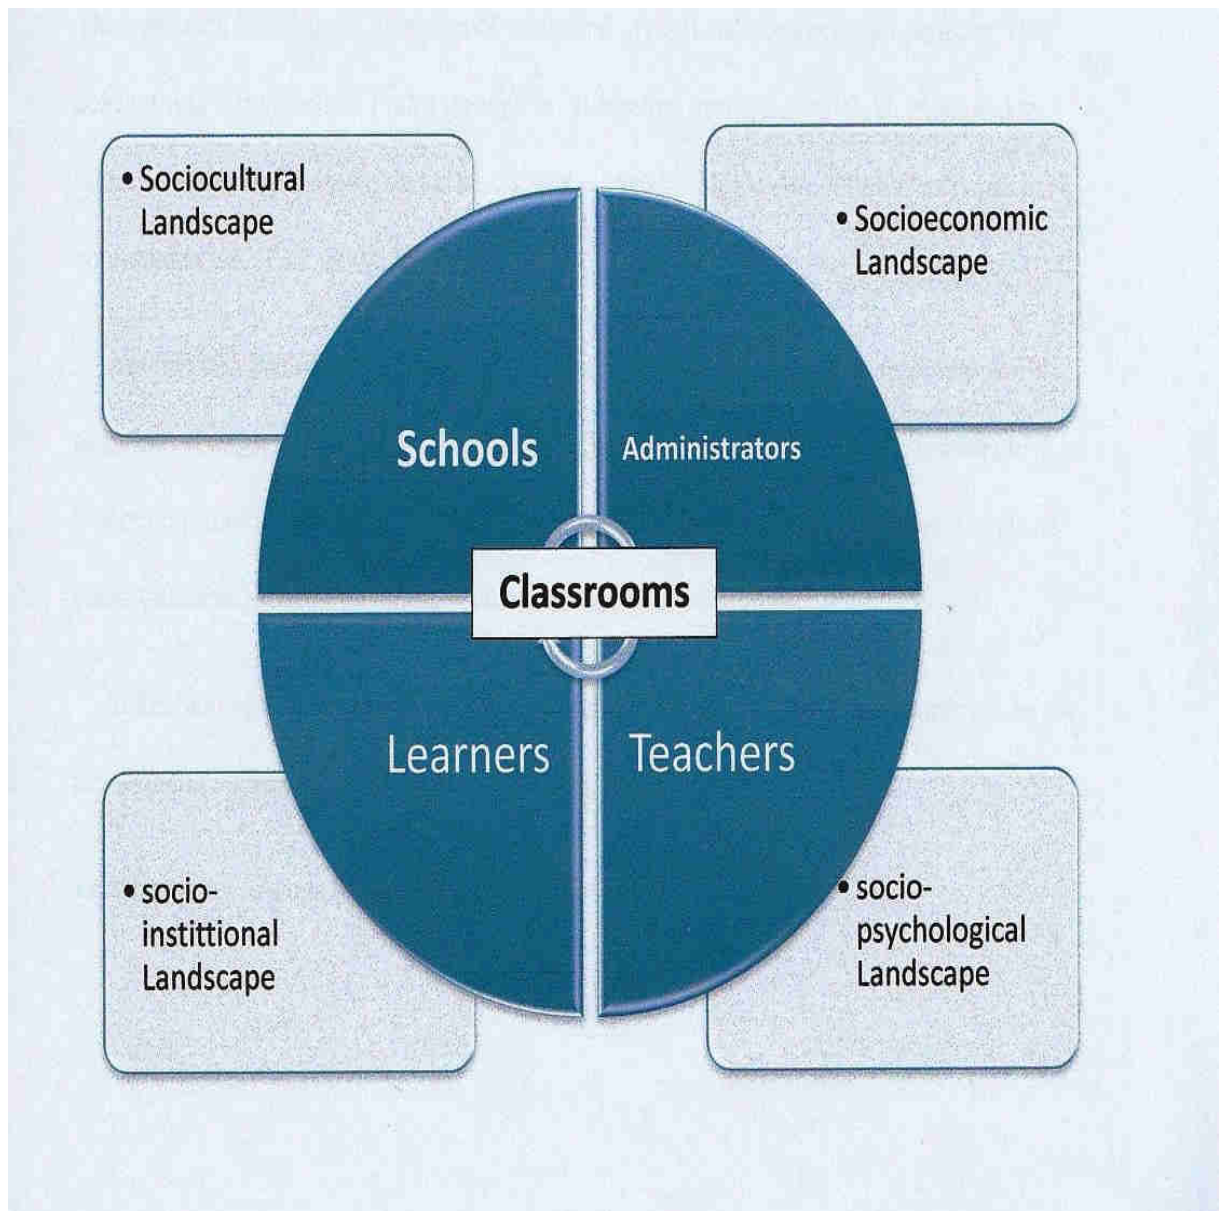 • Sociocultural
Landscape
• Socioeconomic
Landscape
Schools
Administrators
Classrooms
Learners
Teachers
• socio-
instittional
Landscape
• socio-
psychological
Landscape